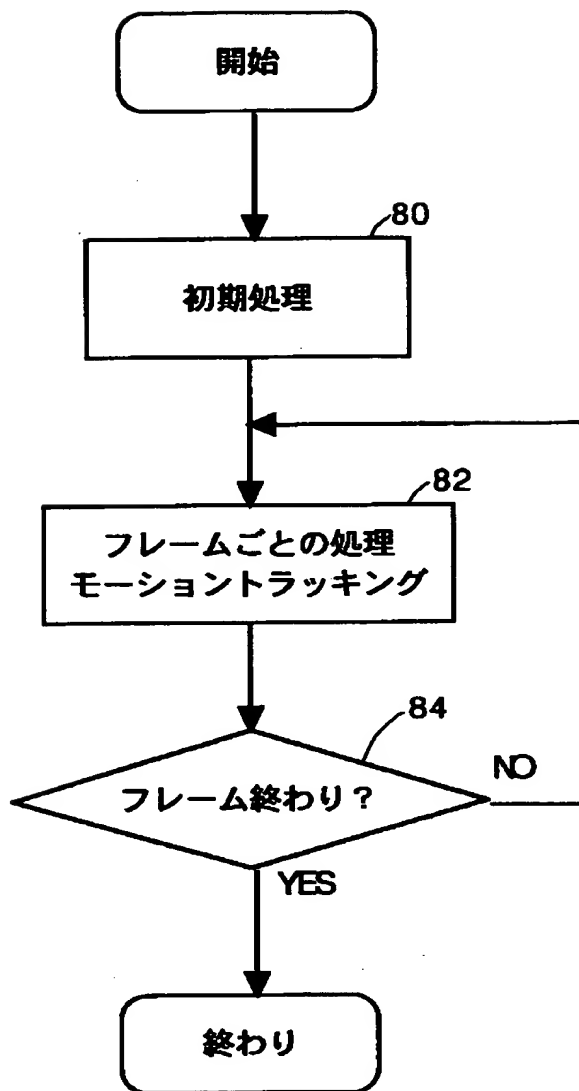 開始
80
初期処理
82
フレームごとの処理
モーショントラッキング
84
フレーム終わり？
NO
YES
終わり